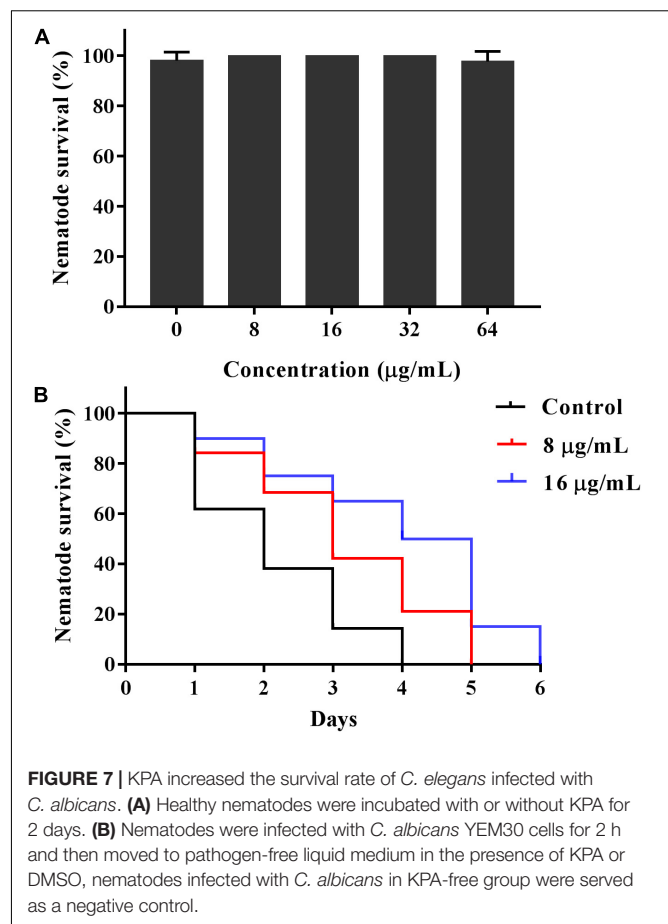 A
Nematode survival (%)
100
80
60
40
20
0
0 8 16 32 64
Concentration (μg/mL)
B
Nematode survival (%)
100
80
60
40
20
0
Control
8 μg/mL
16 μg/mL
0 1 2 3 4 5 6
Days
FIGURE 7 | KPA increased the survival rate of C. elegans infected with
C. albicans. (A) Healthy nematodes were incubated with or without KPA for
2 days. (B) Nematodes were infected with C. albicans YEM30 cells for 2 h
and then moved to pathogen-free liquid medium in the presence of KPA or
DMSO, nematodes infected with C. albicans in KPA-free group were served
as a negative control.